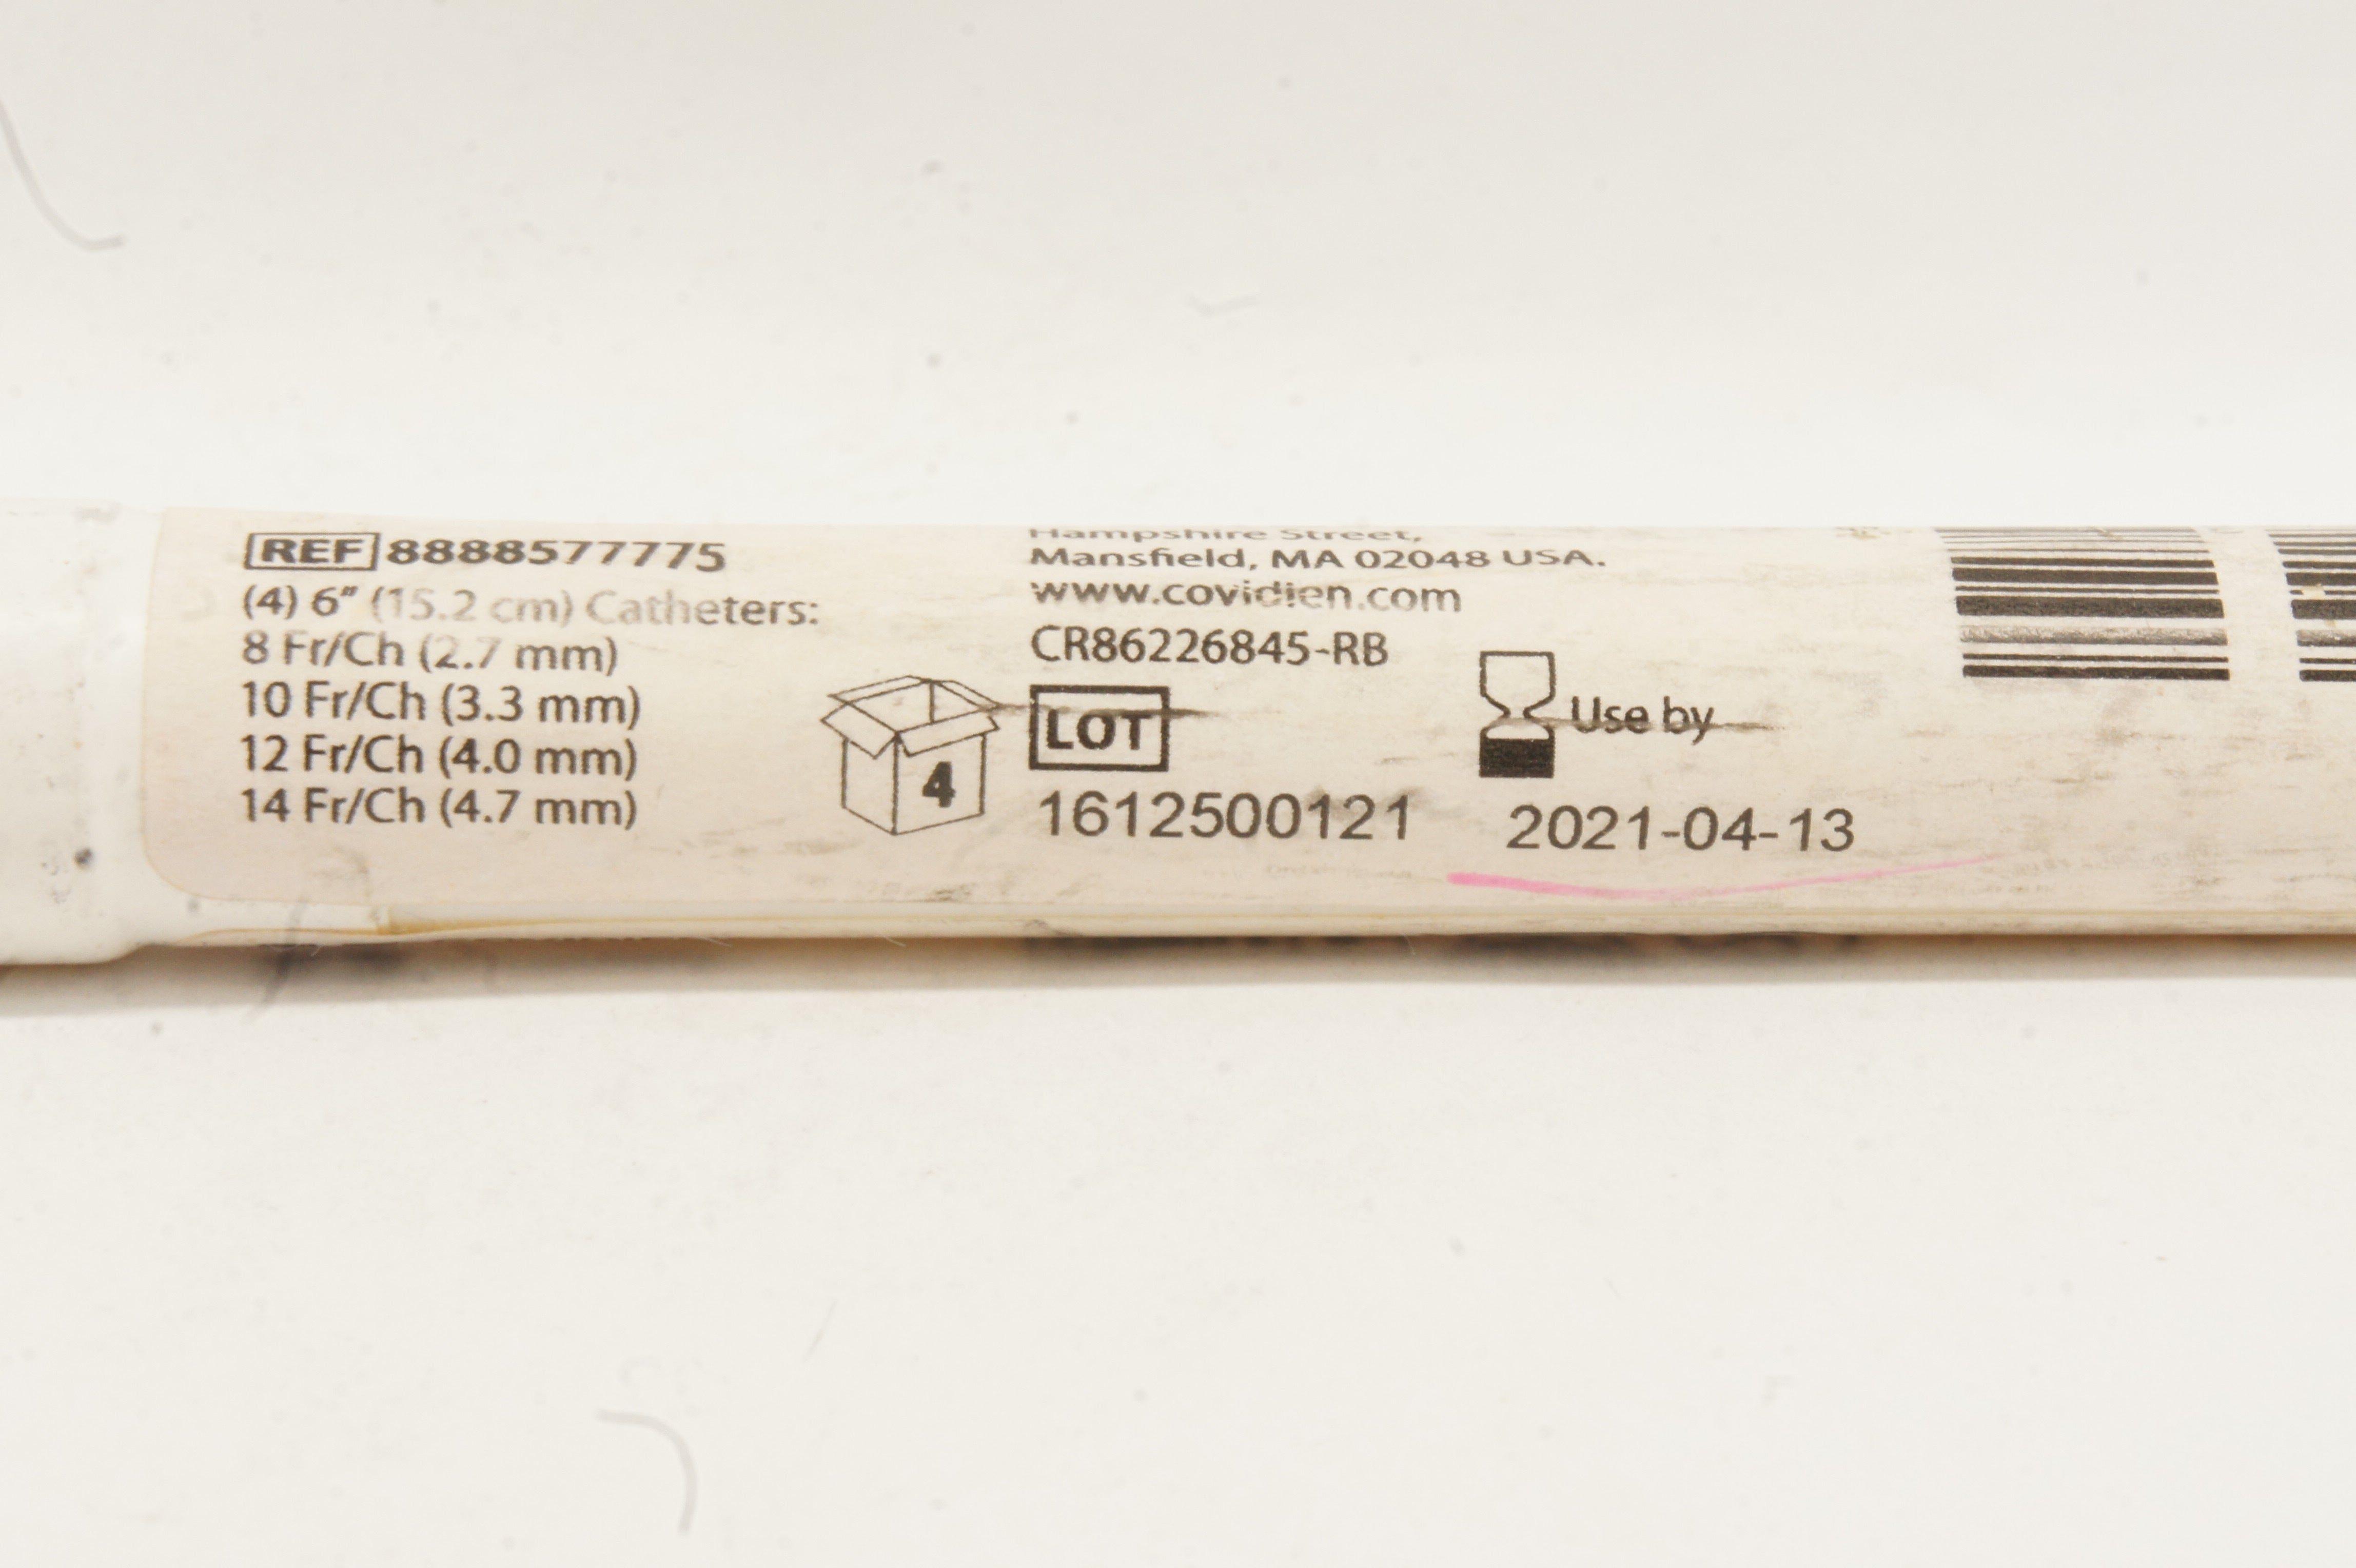 REF 8888577775
(4) 6" (15.2 cm) Catheters:
8 Fr/Ch (2.7 mm)
10 Fr/Ch (3.3 mm)
12 Fr/Ch (4.0 mm)
14 Fr/Ch (4.7 mm)
4
Hampshire Street,
Mansfield, MA 02048 USA.
www.covidien.com
CR86226845-RB
LOT
1612500121
Use by
2021-04-13